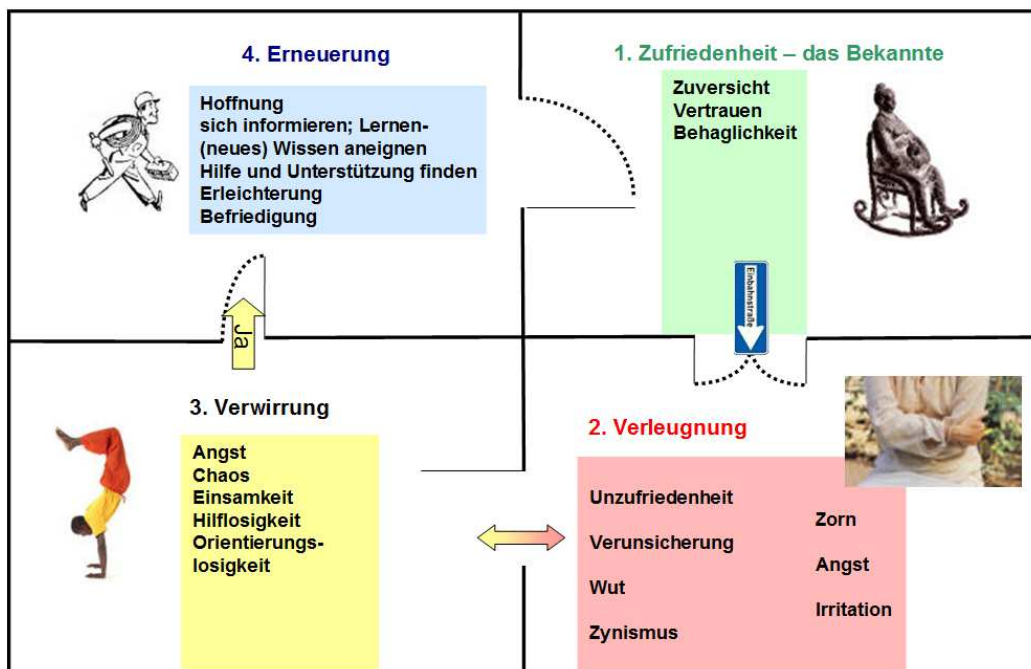 4. Erneuerung
Hoffnung
sich informieren; Lernen-
(neues) Wissen aneignen
Hilfe und Unterstützung finden
Erleichterung
Befriedigung
1. Zufriedenheit – das Bekannte
Zuversicht
Vertrauen
Behaglichkeit
Einbahnstraße
Ja
3. Verwirrung
Angst
Chaos
Einsamkeit
Hilflosigkeit
Orientierungs-
losigkeit
2. Verleugnung
Unzufriedenheit
Verunsicherung
Wut
Zynismus
Zorn
Angst
Irritation